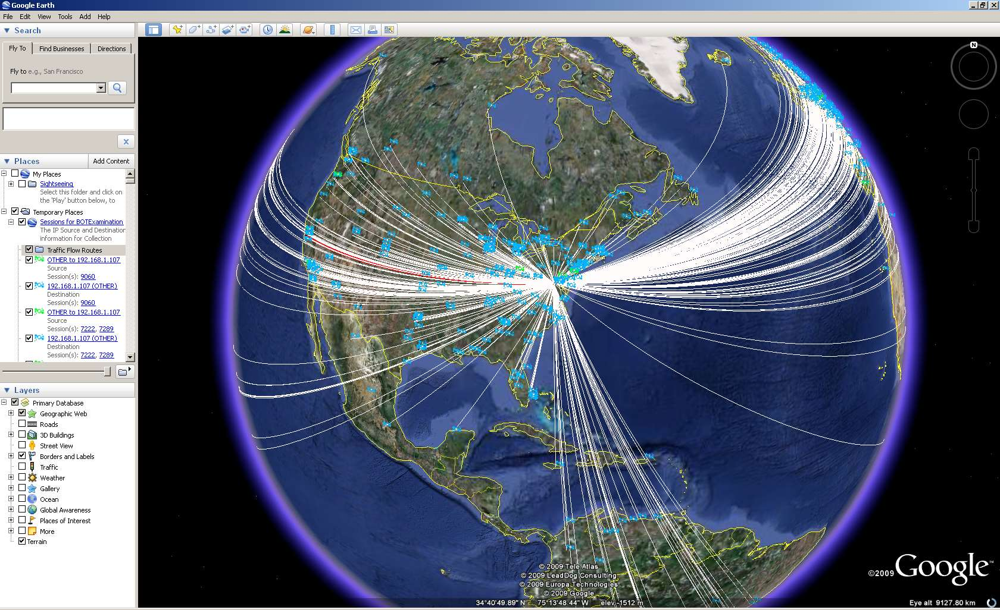 Google Earth
File Edit View Tools Add Help
Search
Fly To Find Businesses Directions
Fly to e.g., San Francisco
Places Add Content
My Places
Sightseeing
Select this folder and click on
the 'Play' button below, to
Temporary Places
Sessions for BOTExamination
The IP Source and Destination
information for Collection
Traffic Flow Routes
OTHER to 192.168.1.107
Source
Session(s): 9060
192.168.1.107 (OTHER)
Destination
Session(s): 9060
OTHER to 192.168.1.107
Source
Session(s): 7222, 7289
192.168.1.107 (OTHER)
Destination
Session(s): 7222, 7289
Layers
Primary Database
Geographic Web
Roads
3D Buildings
Street View
Borders and Labels
Traffic
Weather
Gallery
Ocean
Global Awareness
Places of Interest
More
Terrain
N
© 2009 Tele Atlas
© 2009 LeadDog Consulting
© 2009 Europa Technologies
© 2009 Google
©2009 Google™
34°40'49.89" N 75°13'48.44" W elev -1512 m
Eye alt 9127.80 km